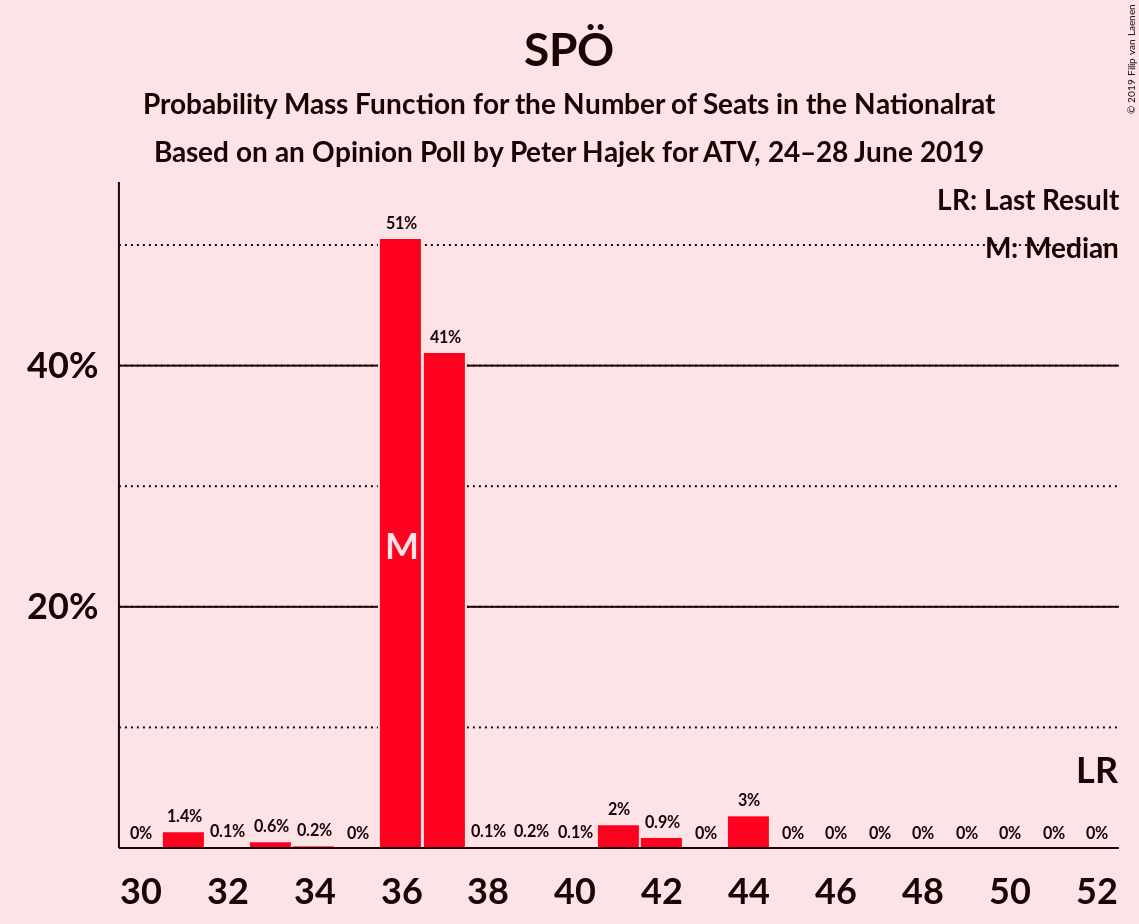 SPÖ
Probability Mass Function for the Number of Seats in the Nationalrat
Based on an Opinion Poll by Peter Hajek for ATV, 24–28 June 2019
© 2019 Filip van Laenen
LR: Last Result
M: Median
40%
20%
51%
41%
M
LR
0%
1.4%
0.1%
0.6%
0.2%
0%
0.1%
0.2%
0.1%
2%
0.9%
0%
3%
0%
0%
0%
0%
0%
0%
0%
0%
30 32 34 36 38 40 42 44 46 48 50 52